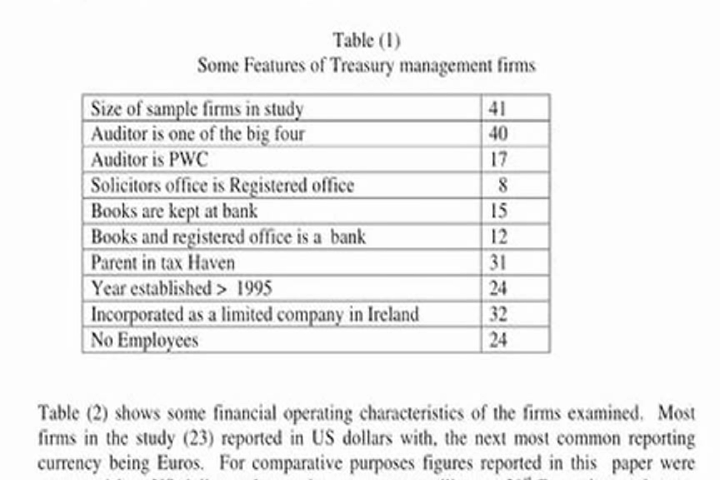 Table (1)
Some Features of Treasury management firms
Size of sample firms in study 41
Auditor is one of the big four 40
Auditor is PWC 17
Solicitors office is Registered office 8
Books are kept at bank 15
Books and registered office is a bank 12
Parent in tax Haven 31
Year established > 1995 24
Incorporated as a limited company in Ireland 32
No Employees 24
Table (2) shows some financial operating characteristics of the firms examined. Most
firms in the study (23) reported in US dollars with, the next most common reporting
currency being Euros. For comparative purposes figures reported in this paper were